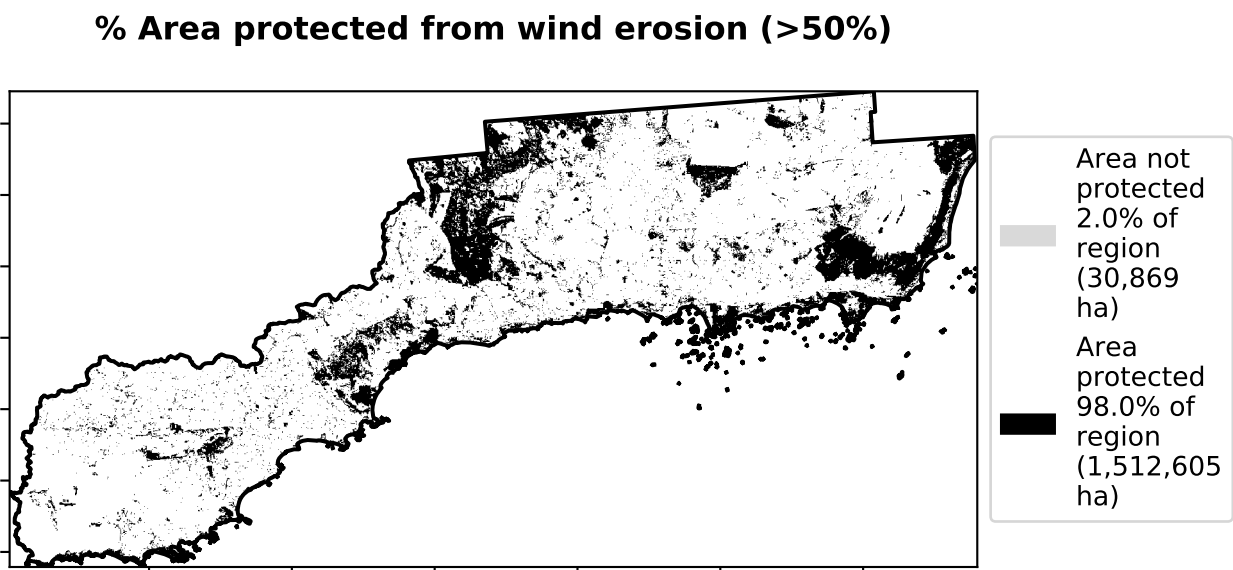 % Area protected from wind erosion (>50%)
Area not
protected
2.0% of
region
(30,869
ha)
Area
protected
98.0% of
region
(1,512,605
ha)